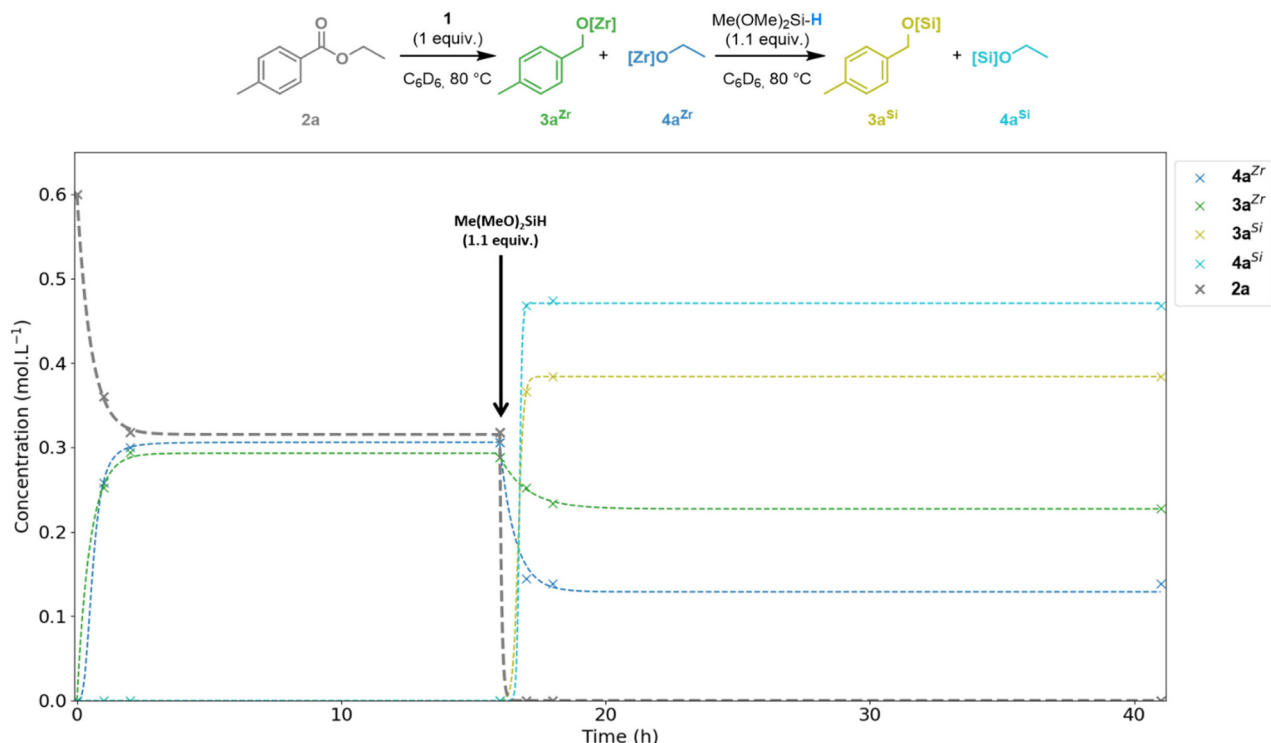 O
O
1
(1 equiv.)
C₆D₆, 80 °C
O[Zr]
+
[Zr]O
Me(OMe)₂Si-H
(1.1 equiv.)
C₆D₆, 80 °C
O[Si]
+
[Si]O
2a
3aᶻʳ
4aᶻʳ
3aˢⁱ
4aˢⁱ
Concentration (mol.L⁻¹)
0.6
0.5
0.4
0.3
0.2
0.1
0.0
Me(MeO)₂SiH
(1.1 equiv.)
4aᶻʳ
3aᶻʳ
3aˢⁱ
4aˢⁱ
2a
0
10
20
30
40
Time (h)